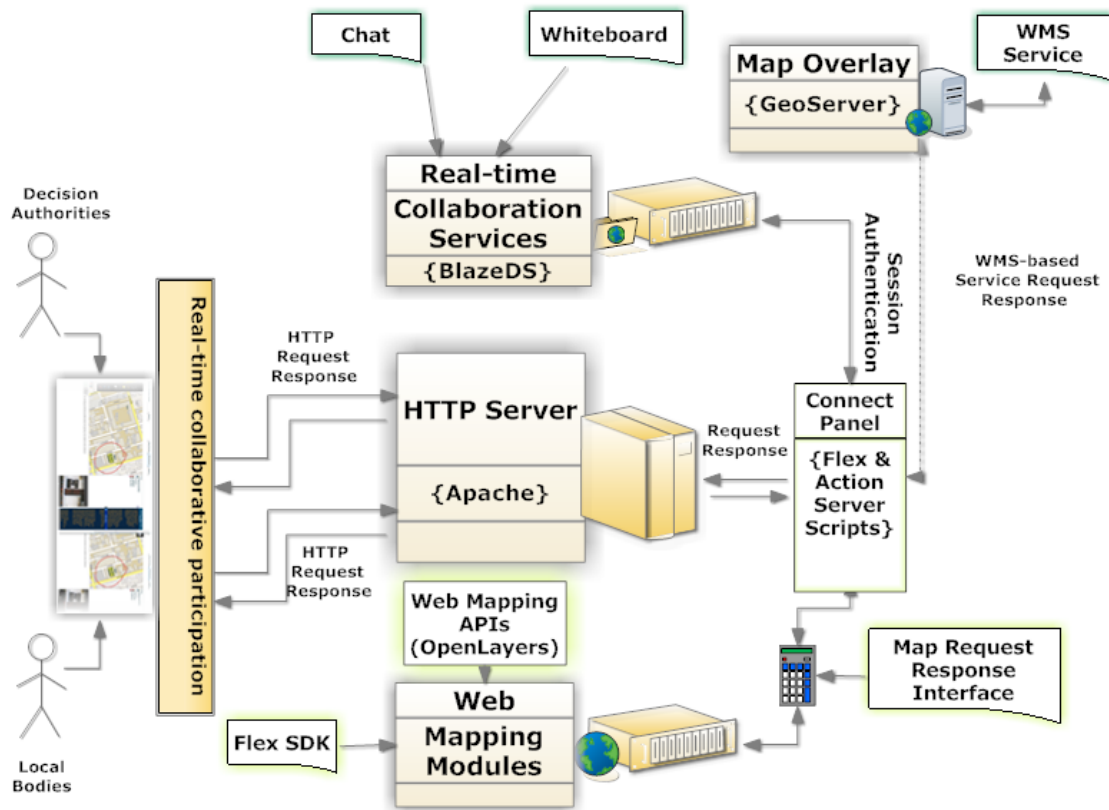 Chat
Whiteboard
WMS
Service
Map Overlay
{GeoServer}
Real-time
Collaboration
Services
{BlazeDS}
Decision
Authorities
Session
Authentication
WMS-based
Service Request
Response
Real-time collaborative participation
HTTP
Request
Response
HTTP Server
{Apache}
Request
Response
Connect
Panel
{Flex &
Action
Server
Scripts}
HTTP
Request
Response
Web Mapping
APIs
(OpenLayers)
Map Request
Response
Interface
Web
Mapping
Modules
Flex SDK
Local
Bodies